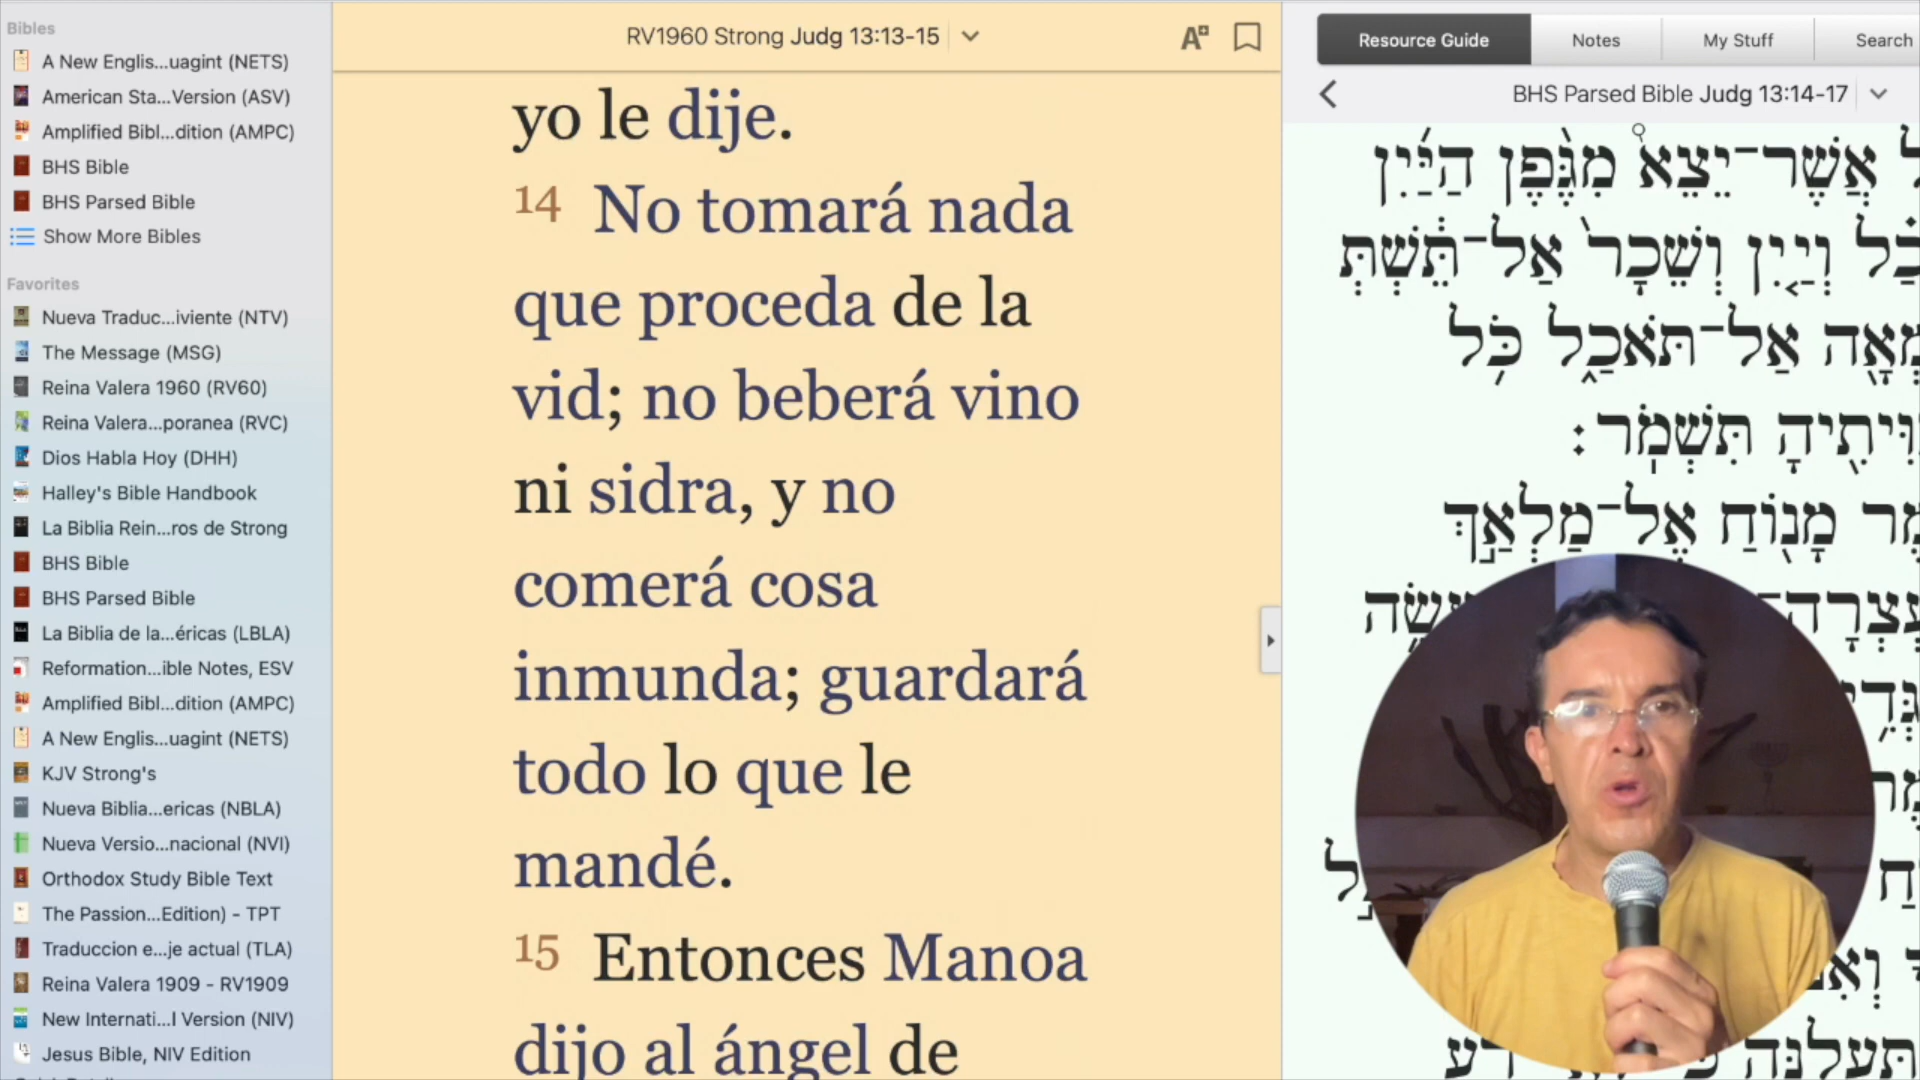 Bibles
A New Englis...uagint (NETS)
American Sta...Version (ASV)
Amplified Bibl...dition (AMPC)
BHS Bible
BHS Parsed Bible
Show More Bibles
Favorites
Nueva Traduc...iviente (NTV)
The Message (MSG)
Reina Valera 1960 (RV60)
Reina Valera...poranea (RVC)
Dios Habla Hoy (DHH)
Halley's Bible Handbook
La Biblia Rein...ros de Strong
BHS Bible
BHS Parsed Bible
La Biblia de la...éricas (LBLA)
Reformation...ible Notes, ESV
Amplified Bibl...dition (AMPC)
A New Englis...uagint (NETS)
KJV Strong's
Nueva Biblia...ericas (NBLA)
Nueva Versio...nacional (NVI)
Orthodox Study Bible Text
The Passion...Edition) - TPT
Traduccion e...je actual (TLA)
Reina Valera 1909 - RV1909
New Internati...l Version (NIV)
Jesus Bible, NIV Edition
RV1960 Strong Judg 13:13-15
yo le dije.
14 No tomará nada
que proceda de la
vid; no beberá vino
ni sidra, y no
comerá cosa
inmunda; guardará
todo lo que le
mandé.
15 Entonces Manoa
dijo al ángel de
Resource Guide
Notes
My Stuff
Search
BHS Parsed Bible Judg 13:14-17
אֲשֶׁר־יֵצֵא֩ מִגֶּ֨פֶן הַיַּ֜יִן
וְיַ֤יִן וְשֵׁכָר֙ אַל־תֵּ֔שְׁתְּ
אַל־תֹּאכַ֑ל כֹּ֥ל
תִּשְׁמֹֽר׃
מָנ֖וֹחַ אֶל־מַלְאַ֣ךְ